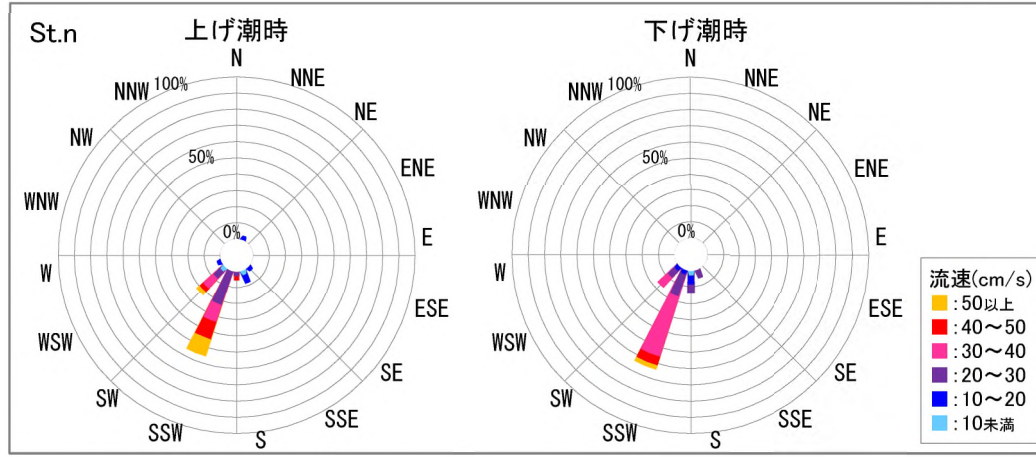 St.n
上げ潮時
N
NNE
NE
ENE
E
ESE
SE
SSE
S
SSW
SW
WSW
W
WNW
NW
NNW
100%
50%
0%
下げ潮時
N
NNE
NE
ENE
E
ESE
SE
SSE
S
SSW
SW
WSW
W
WNW
NW
NNW
100%
50%
0%
流速(cm/s)
:50以上
:40～50
:30～40
:20～30
:10～20
:10未満